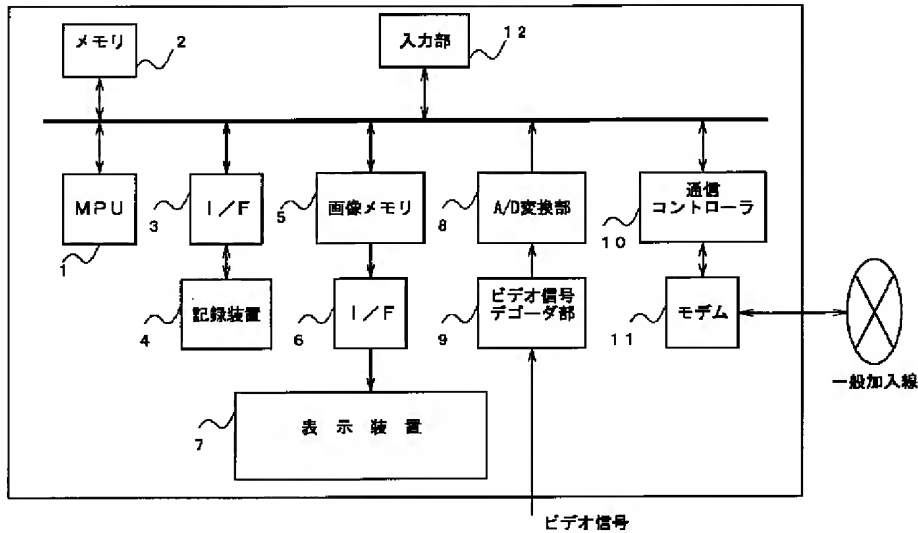 メモリ
2
入力部
12
MPU
1
I/F
3
画像メモリ
5
A/D変換部
8
通信
コントローラ
10
記録装置
4
I/F
6
ビデオ信号
デコーダ部
9
モデム
11
一般加入線
表示装置
7
ビデオ信号